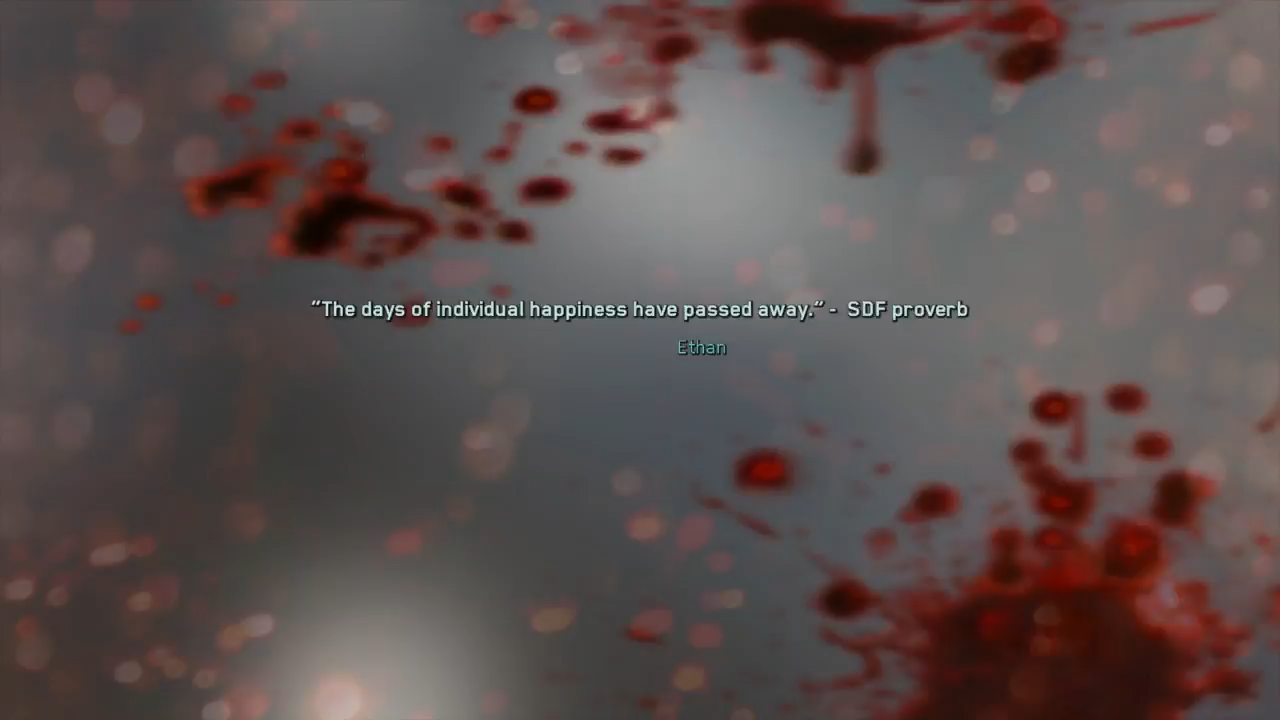 “The days of individual happiness have passed away.” - SDF proverb
Ethan